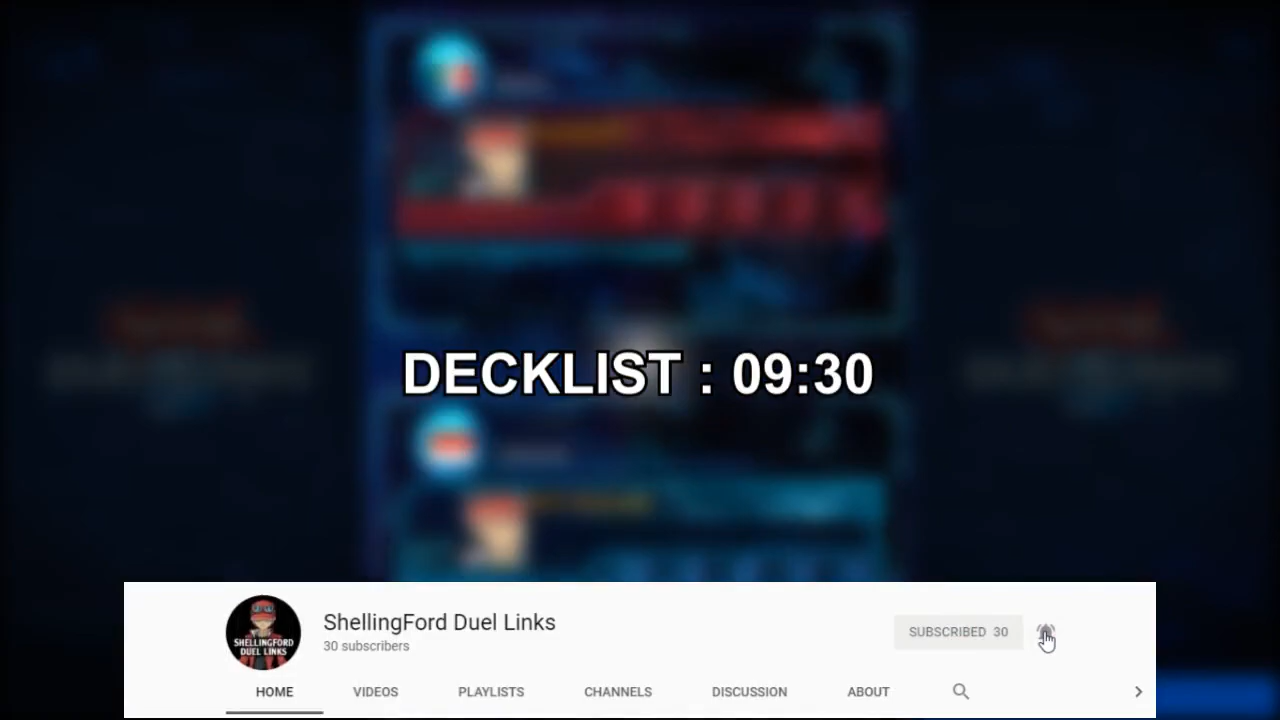 DECKLIST : 09:30
SHELLINGFORD
DUEL LINKS
ShellingFord Duel Links
30 subscribers
SUBSCRIBED 30
HOME VIDEOS PLAYLISTS CHANNELS DISCUSSION ABOUT